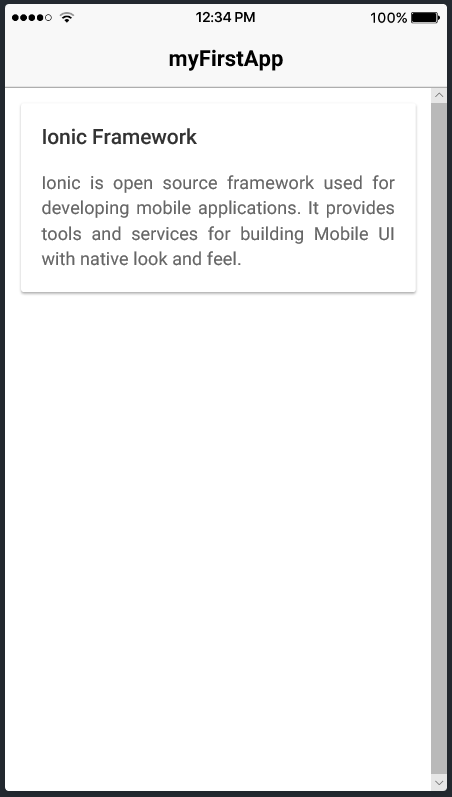 12:34 PM 100%
myFirstApp
Ionic Framework
Ionic is open source framework used for
developing mobile applications. It provides
tools and services for building Mobile UI
with native look and feel.